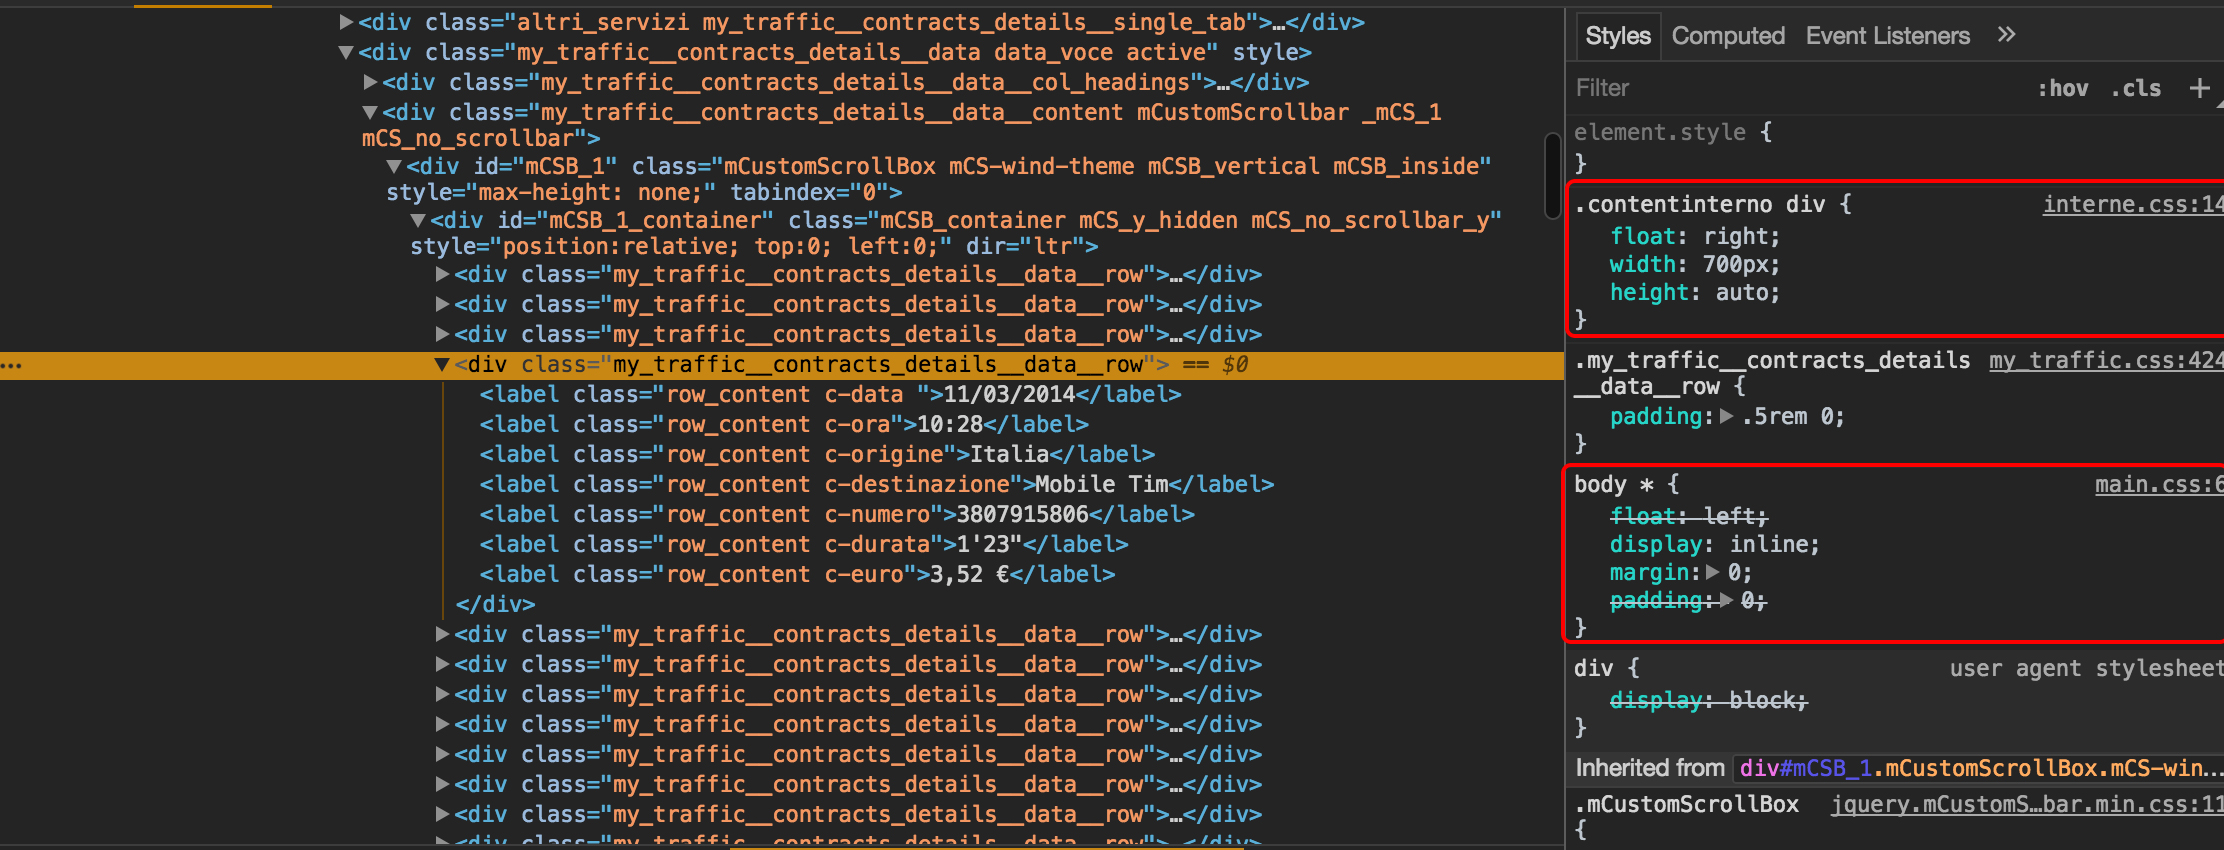 <div class="altri_servizi my_traffic__contracts_details__single_tab">…</div>
<div class="my_traffic__contracts_details__data data_voce active" style>
<div class="my_traffic__contracts_details__data__col_headings">…</div>
<div class="my_traffic__contracts_details__data__content mCustomScrollbar _mCS_1
mCS_no_scrollbar">
<div id="mCSB_1" class="mCustomScrollBox mCS-wind-theme mCSB_vertical mCSB_inside"
style="max-height: none;" tabindex="0">
<div id="mCSB_1_container" class="mCSB_container mCS_y_hidden mCS_no_scrollbar_y"
style="position:relative; top:0; left:0;" dir="ltr">
<div class="my_traffic__contracts_details__data__row">…</div>
<div class="my_traffic__contracts_details__data__row">…</div>
<div class="my_traffic__contracts_details__data__row">…</div>
… <div class="my_traffic__contracts_details__data__row"> == $0
<label class="row_content c-data ">11/03/2014</label>
<label class="row_content c-ora">10:28</label>
<label class="row_content c-origine">Italia</label>
<label class="row_content c-destinazione">Mobile Tim</label>
<label class="row_content c-numero">3807915806</label>
<label class="row_content c-durata">1'23"</label>
<label class="row_content c-euro">3,52 €</label>
</div>
<div class="my_traffic__contracts_details__data__row">…</div>
<div class="my_traffic__contracts_details__data__row">…</div>
<div class="my_traffic__contracts_details__data__row">…</div>
<div class="my_traffic__contracts_details__data__row">…</div>
<div class="my_traffic__contracts_details__data__row">…</div>
<div class="my_traffic__contracts_details__data__row">…</div>
<div class="my_traffic__contracts_details__data__row">…</div>
<div class="my_traffic__contracts_details__data__row">…</div>
Styles Computed Event Listeners »
Filter :hov .cls +
element.style {
}
.contentinterno div { interne.css:14
float: right;
width: 700px;
height: auto;
}
.my_traffic__contracts_details my_traffic.css:424
__data__row {
padding: .5rem 0;
}
body * { main.css:6
float: left;
display: inline;
margin: 0;
padding: 0;
}
div { user agent stylesheet
display: block;
}
Inherited from div#mCSB_1.mCustomScrollBox.mCS-win…
.mCustomScrollBox jquery.mCustomS…bar.min.css:11
{